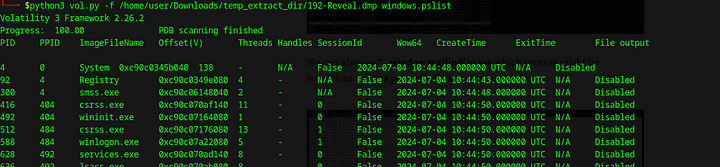 $python3 vol.py -f /home/user/Downloads/temp_extract_dir/192-Reveal.dmp windows.pslist
Volatility 3 Framework 2.26.2
Progress: 100.00 PDB scanning finished
PID PPID ImageFileName Offset(V) Threads Handles SessionId Wow64 CreateTime ExitTime File output
4 0 System 0xc90c0345b040 138 - N/A False 2024-07-04 10:44:48.000000 UTC N/A Disabled
92 4 Registry 0xc90c0349e080 4 - N/A False 2024-07-04 10:44:43.000000 UTC N/A Disabled
300 4 smss.exe 0xc90c06148040 2 - N/A False 2024-07-04 10:44:48.000000 UTC N/A Disabled
416 404 csrss.exe 0xc90c070af140 11 - 0 False 2024-07-04 10:44:50.000000 UTC N/A Disabled
492 404 wininit.exe 0xc90c07164080 1 - 0 False 2024-07-04 10:44:50.000000 UTC N/A Disabled
512 484 csrss.exe 0xc90c07176080 13 - 1 False 2024-07-04 10:44:50.000000 UTC N/A Disabled
588 484 winlogon.exe 0xc90c07a22080 5 - 1 False 2024-07-04 10:44:50.000000 UTC N/A Disabled
628 492 services.exe 0xc90c070ad140 8 - 0 False 2024-07-04 10:44:50.000000 UTC N/A Disabled